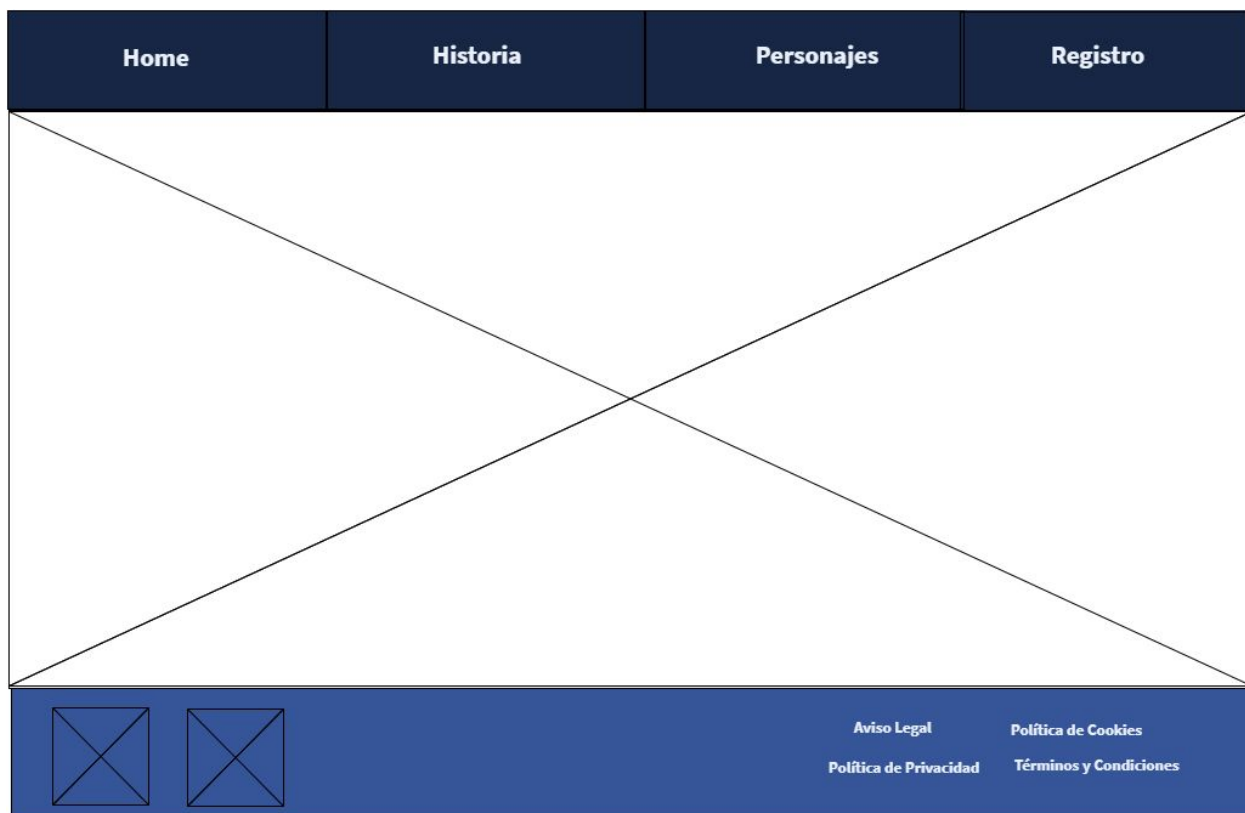 Home
Historia
Personajes
Registro
Aviso Legal
Política de Cookies
Política de Privacidad
Términos y Condiciones